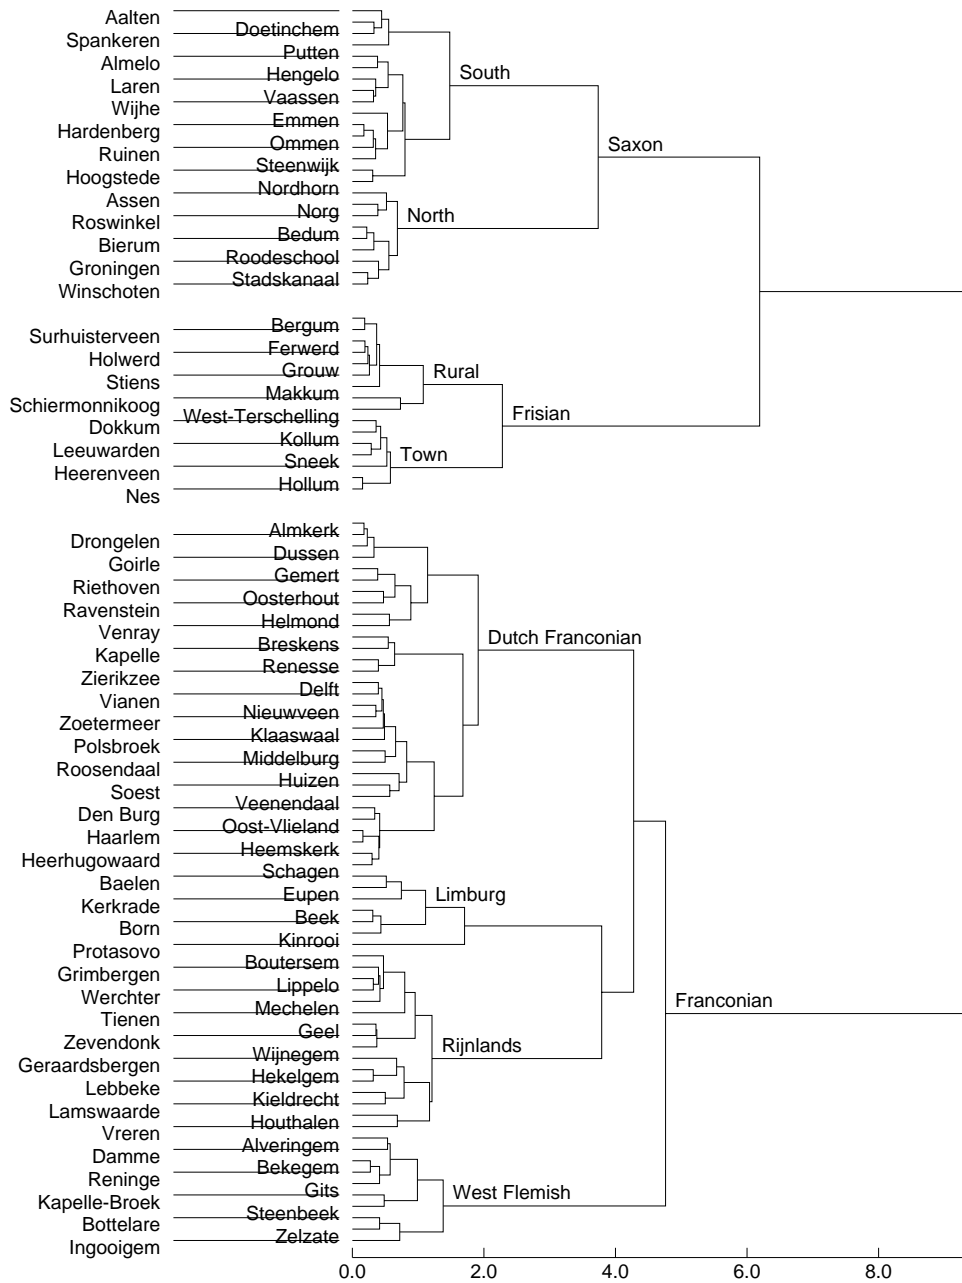 Aalten
Doetinchem
Spankeren
Putten
Almelo
South
Hengelo
Laren
Vaassen
Wijhe
Emmen
Hardenberg
Saxon
Ommen
Ruinen
Steenwijk
Hoogstede
Nordhorn
Assen
Norg
North
Roswinkel
Bedum
Bierum
Roodeschool
Groningen
Stadskanaal
Winschoten
Bergum
Surhuisterveen
Ferwerd
Holwerd
Grouw
Rural
Stiens
Makkum
Schiermonnikoog
West-Terschelling
Frisian
Dokkum
Kollum
Leeuwarden
Town
Sneek
Heerenveen
Hollum
Nes
Almkerk
Drongelen
Dussen
Goirle
Gemert
Riethoven
Oosterhout
Ravenstein
Helmond
Venray
Dutch Franconian
Breskens
Kapelle
Renesse
Zierikzee
Delft
Vianen
Nieuwveen
Zoetermeer
Klaaswaal
Polsbroek
Middelburg
Roosendaal
Huizen
Soest
Veenendaal
Den Burg
Oost-Vlieland
Haarlem
Heemskerk
Heerhugowaard
Schagen
Baelen
Eupen
Limburg
Kerkrade
Beek
Born
Kinrooi
Protasovo
Boutersem
Grimbergen
Lippelo
Werchter
Franconian
Mechelen
Tienen
Geel
Zevendonk
Rijnlands
Wijnegem
Geraardsbergen
Hekelgem
Lebbeke
Kieldrecht
Lamswaarde
Houthalen
Vreren
Alveringem
Damme
Bekegem
Reninge
Gits
West Flemish
Kapelle-Broek
Steenbeek
Bottelare
Zelzate
Ingooigem
0.0 2.0 4.0 6.0 8.0